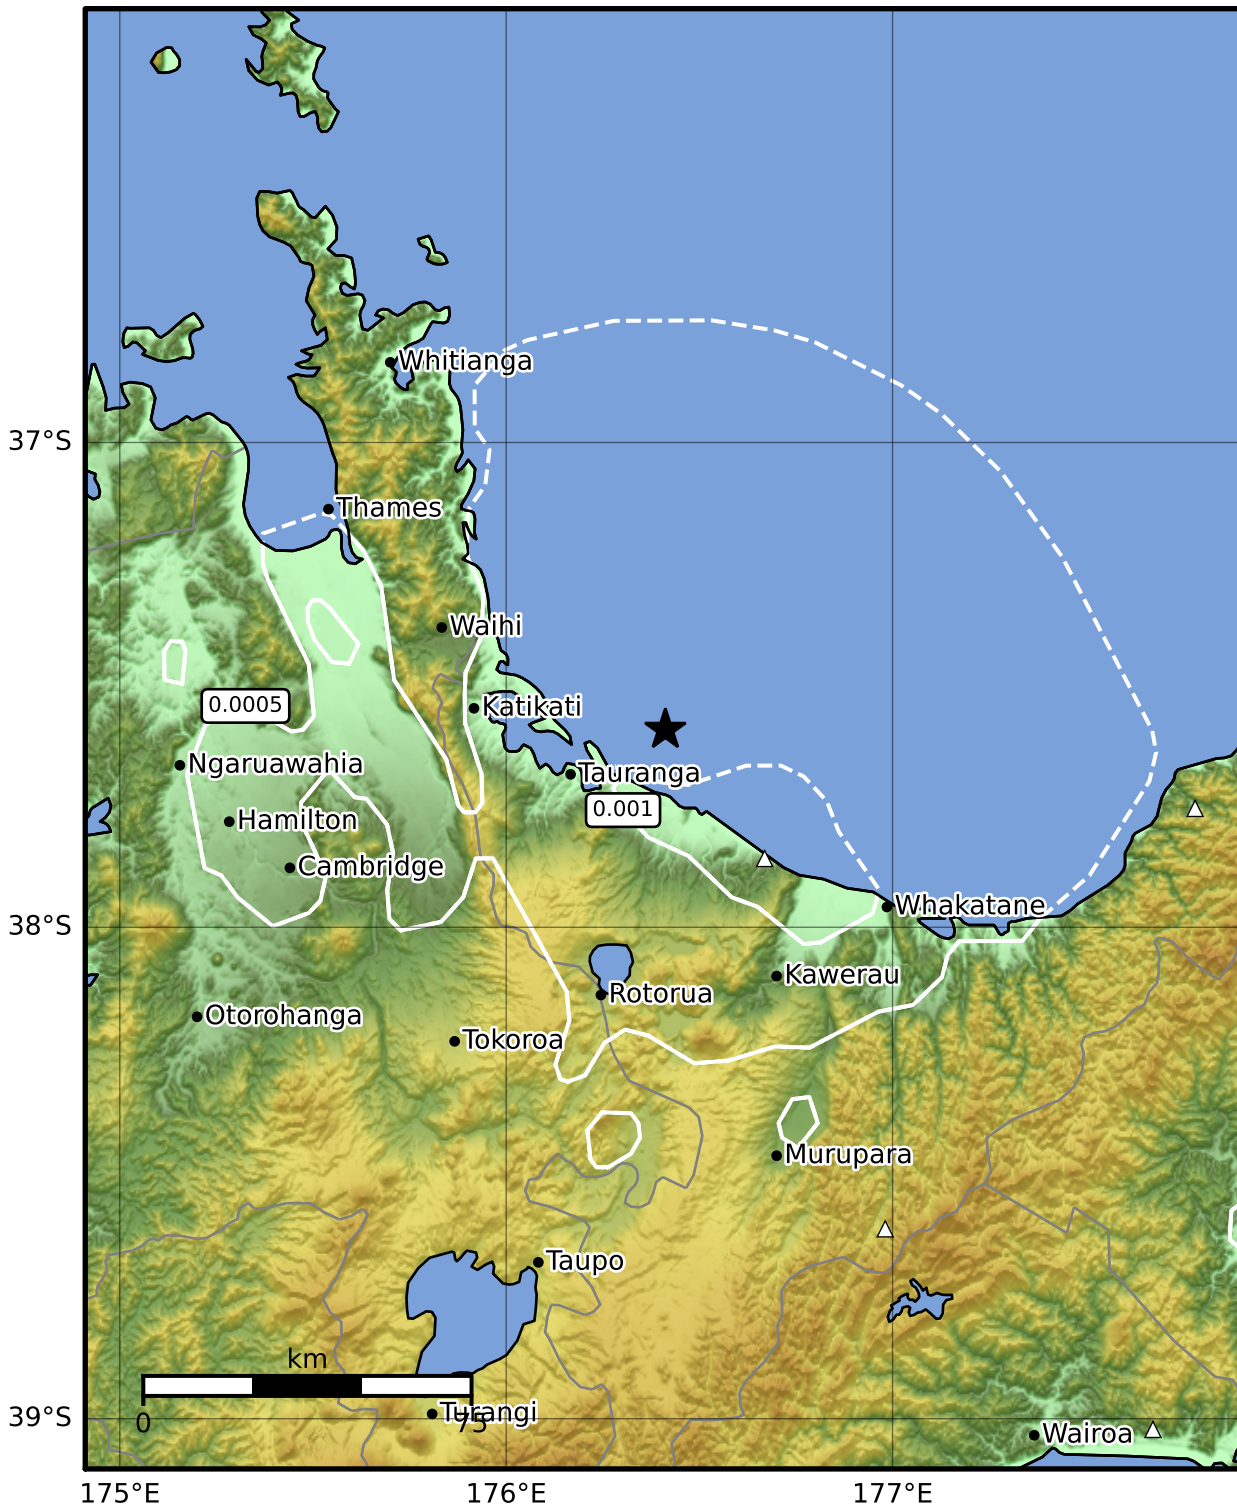 Whitianga
37°S
Thames
Waihi
0.0005
Katikati
Ngaruawahia
Tauranga
0.001
Hamilton
Cambridge
Whakatane
38°S
Kawerau
Rotorua
Otorohanga
Tokoroa
Murupara
Taupo
km
0
75
Turangi
39°S
Wairoa
175°E
176°E
177°E